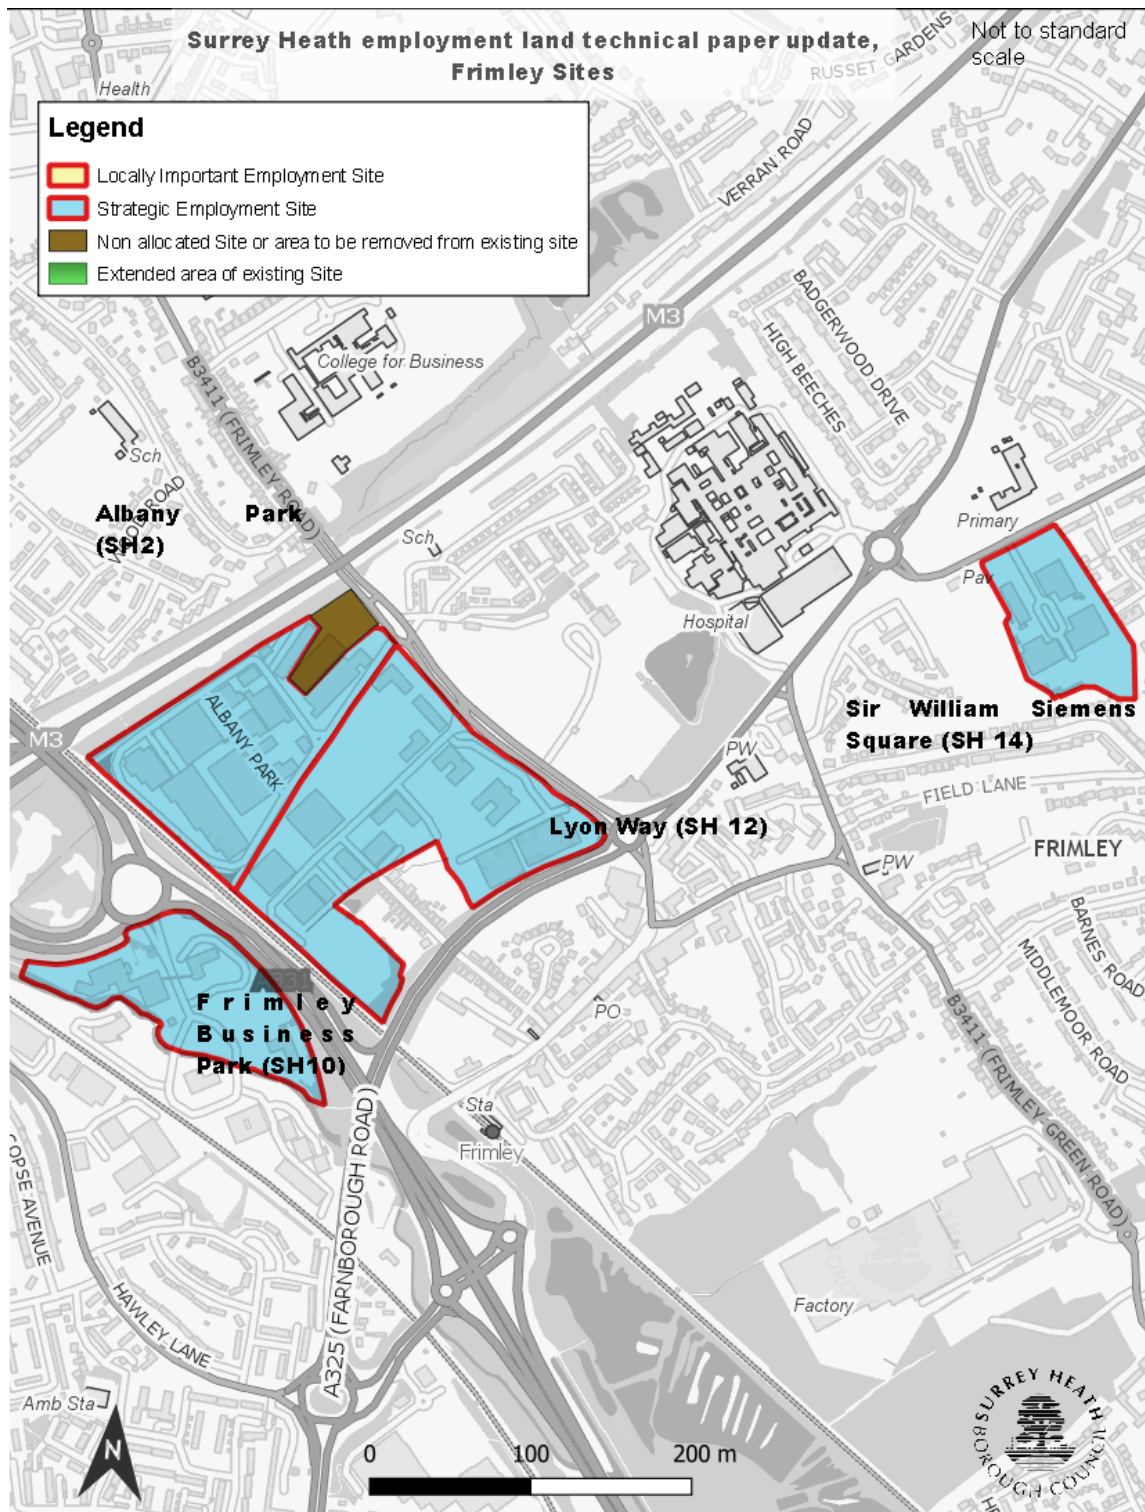 Surrey Heath employment land technical paper update,
Frimley Sites
Not to standard
scale
RUSSET GARDENS
Health
Legend
Locally Important Employment Site
Strategic Employment Site
Non allocated Site or area to be removed from existing site
Extended area of existing Site
VERRAN ROAD
M3
BADGERWOOD DRIVE
HIGH BEECHES
College for Business
B3411 (FRIMLEY ROAD)
Sch
WOOD ROAD
Albany Park
(SH2)
Sch
Primary
Pav
Hospital
ALBANY PARK
M3
Sir William Siemens
Square (SH 14)
PW
FIELD LANE
Lyon Way (SH 12)
FRIMLEY
PW
BARNES ROAD
MIDDLEMOOR ROAD
A331
Frimley
Business
Park (SH10)
PO
B3411 (FRIMLEY GREEN ROAD)
Sta
Frimley
COPSE AVENUE
A325 (FARNBOROUGH ROAD)
HAWLEY LANE
Factory
Amb Sta
N
0 100 200 m
SURREY HEATH
BOROUGH COUNCIL